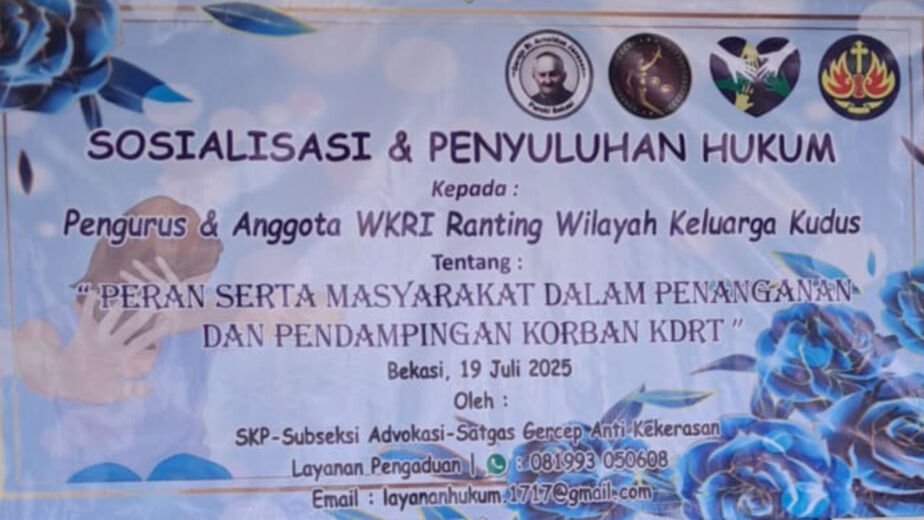 SOSIALISASI & PENYULUHAN HUKUM
Kepada :
Pengurus & Anggota WKRI Ranting Wilayah Keluarga Kudus
Tentang :
“ PERAN SERTA MASYARAKAT DALAM PENANGANAN
DAN PENDAMPINGAN KORBAN KDRT ”
Bekasi, 19 Juli 2025
Oleh :
SKP-Subseksi Advokasi-Satgas Gercep Anti Kekerasan
Layanan Pengaduan | : 081993 050608
Email : layananhukum.1717@gmail.com